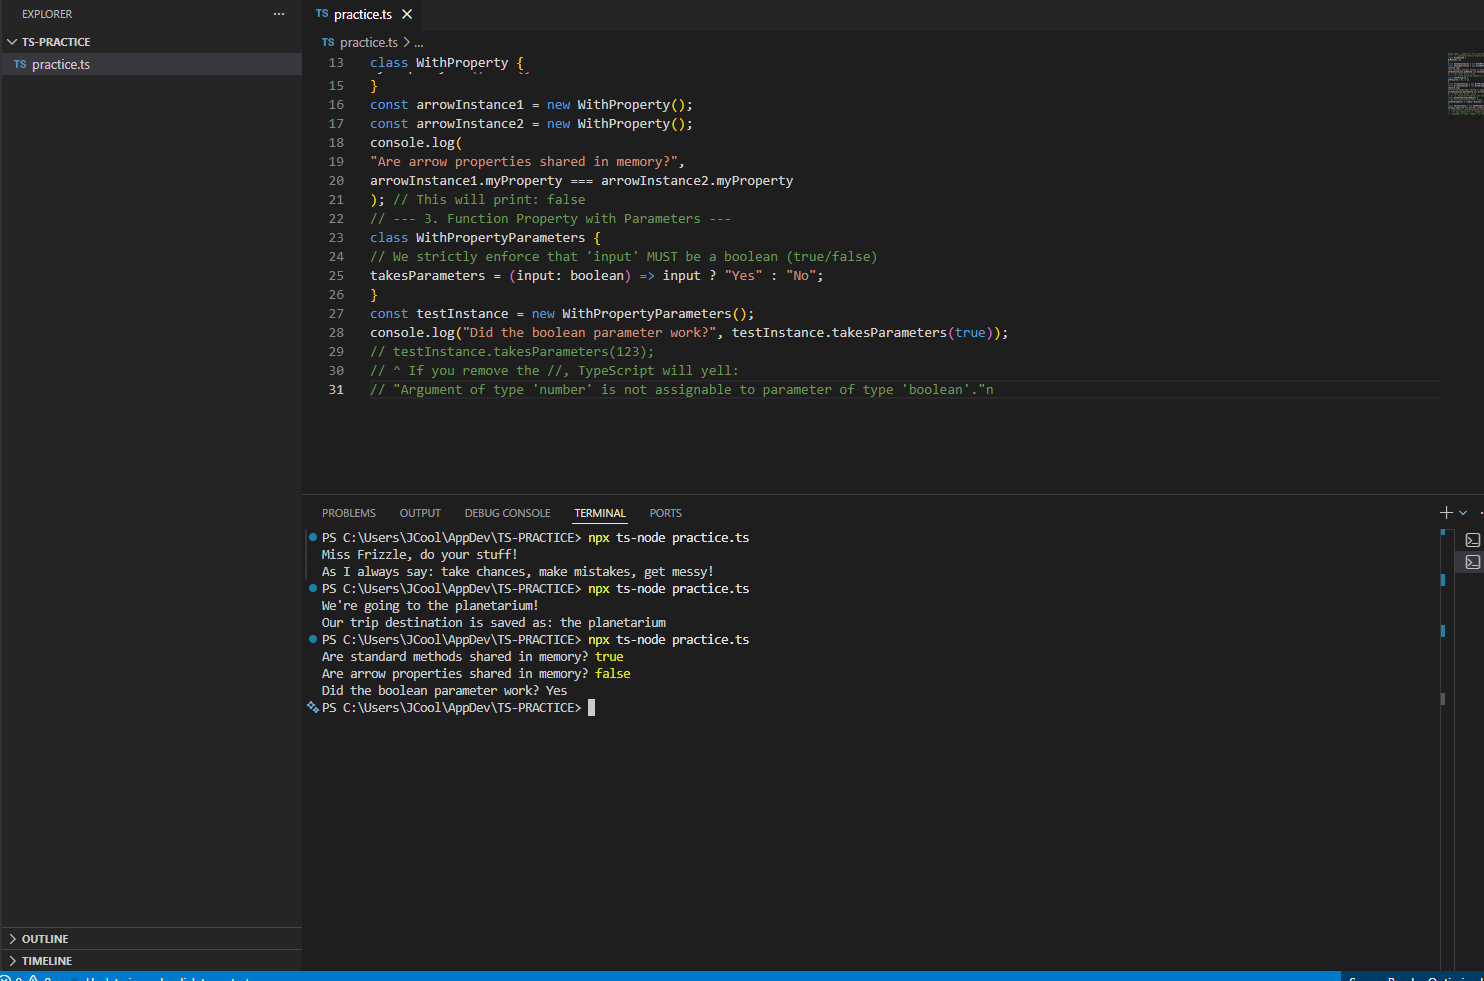 EXPLORER
TS-PRACTICE
TS practice.ts
TS practice.ts
TS practice.ts > ...
13 class WithProperty {
15 }
16 const arrowInstance1 = new WithProperty();
17 const arrowInstance2 = new WithProperty();
18 console.log(
19 "Are arrow properties shared in memory?",
20 arrowInstance1.myProperty === arrowInstance2.myProperty
21 ); // This will print: false
22 // --- 3. Function Property with Parameters ---
23 class WithPropertyParameters {
24 // We strictly enforce that 'input' MUST be a boolean (true/false)
25 takesParameters = (input: boolean) => input ? "Yes" : "No";
26 }
27 const testInstance = new WithPropertyParameters();
28 console.log("Did the boolean parameter work?", testInstance.takesParameters(true));
29 // testInstance.takesParameters(123);
30 // ^ If you remove the //, TypeScript will yell:
31 // "Argument of type 'number' is not assignable to parameter of type 'boolean'."n
PROBLEMS OUTPUT DEBUG CONSOLE TERMINAL PORTS
PS C:\Users\JCool\AppDev\TS-PRACTICE> npx ts-node practice.ts
Miss Frizzle, do your stuff!
As I always say: take chances, make mistakes, get messy!
PS C:\Users\JCool\AppDev\TS-PRACTICE> npx ts-node practice.ts
We're going to the planetarium!
Our trip destination is saved as: the planetarium
PS C:\Users\JCool\AppDev\TS-PRACTICE> npx ts-node practice.ts
Are standard methods shared in memory? true
Are arrow properties shared in memory? false
Did the boolean parameter work? Yes
PS C:\Users\JCool\AppDev\TS-PRACTICE>
OUTLINE
TIMELINE